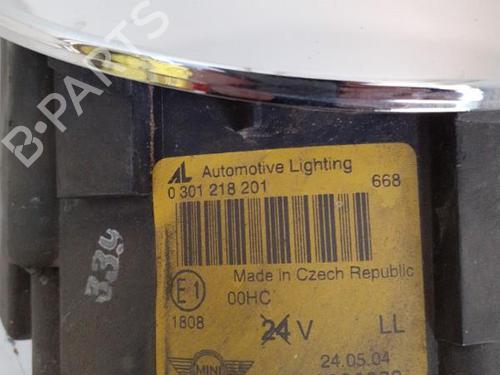 B-PARTS
AL Automotive Lighting
0 301 218 201 668
Made in Czech Republic
E1 00HC
1808 24 V LL
MINI 24.05.04
334